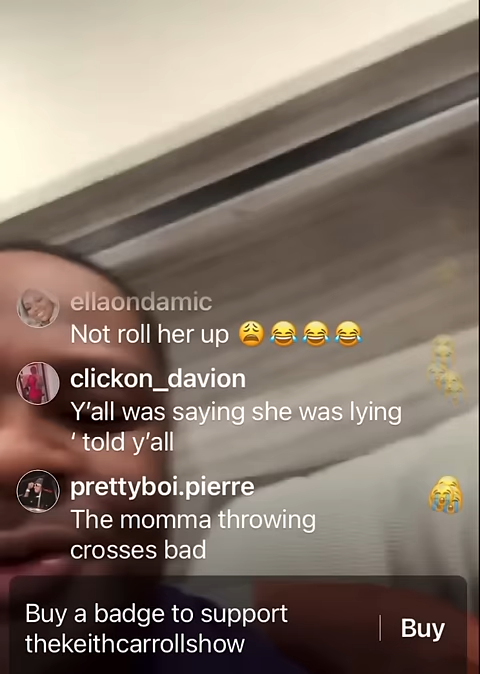 ellaondamic
Not roll her up 😩😂😂😂
clickon_davion
Y'all was saying she was lying
' told y'all
prettyboi.pierre
The momma throwing
crosses bad
Buy a badge to support
thekeithcarrollshow
Buy